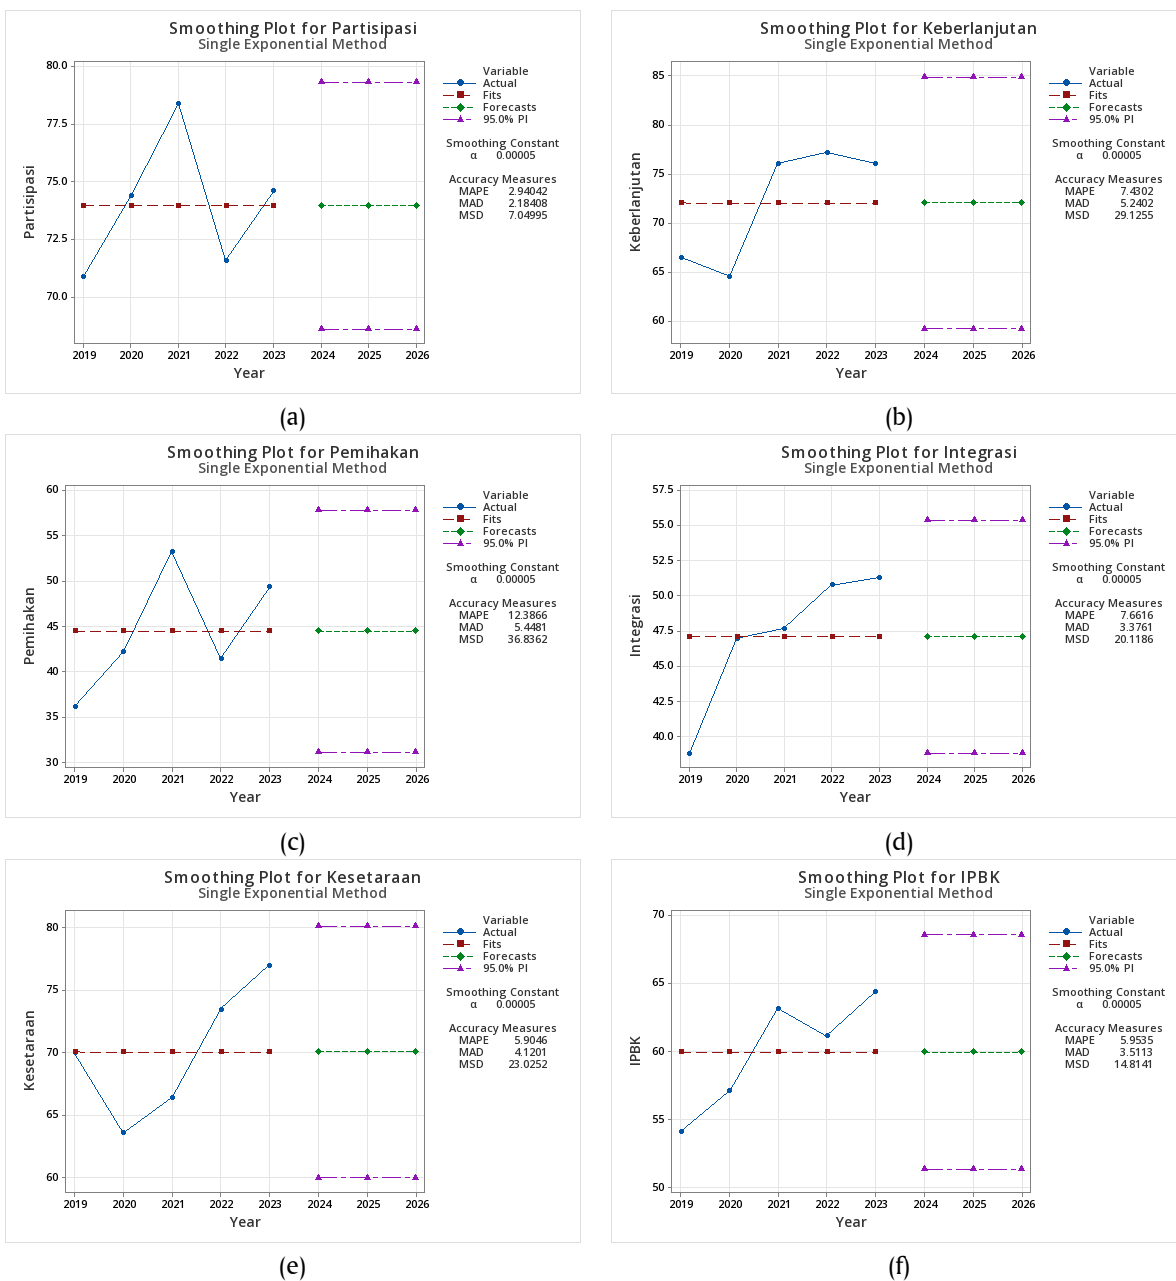 Smoothing Plot for Partisipasi
Single Exponential Method
80.0
77.5
75.0
72.5
70.0
Partisipasi
2019 2020 2021 2022 2023 2024 2025 2026
Year
Variable
Actual
Fits
Forecasts
95.0% PI
Smoothing Constant
α 0.00005
Accuracy Measures
MAPE 2.94042
MAD 2.18408
MSD 7.04995
(a)
Smoothing Plot for Keberlanjutan
Single Exponential Method
85
80
75
70
65
60
Keberlanjutan
2019 2020 2021 2022 2023 2024 2025 2026
Year
Variable
Actual
Fits
Forecasts
95.0% PI
Smoothing Constant
α 0.00005
Accuracy Measures
MAPE 7.4302
MAD 5.2402
MSD 29.1255
(b)
Smoothing Plot for Pemihakan
Single Exponential Method
60
55
50
45
40
35
30
Pemihakan
2019 2020 2021 2022 2023 2024 2025 2026
Year
Variable
Actual
Fits
Forecasts
95.0% PI
Smoothing Constant
α 0.00005
Accuracy Measures
MAPE 12.3866
MAD 5.4481
MSD 36.8362
(c)
Smoothing Plot for Integrasi
Single Exponential Method
57.5
55.0
52.5
50.0
47.5
45.0
42.5
40.0
Integrasi
2019 2020 2021 2022 2023 2024 2025 2026
Year
Variable
Actual
Fits
Forecasts
95.0% PI
Smoothing Constant
α 0.00005
Accuracy Measures
MAPE 7.6616
MAD 3.3761
MSD 20.1186
(d)
Smoothing Plot for Kesetaraan
Single Exponential Method
80
75
70
65
60
Kesetaraan
2019 2020 2021 2022 2023 2024 2025 2026
Year
Variable
Actual
Fits
Forecasts
95.0% PI
Smoothing Constant
α 0.00005
Accuracy Measures
MAPE 5.9046
MAD 4.1201
MSD 23.0252
(e)
Smoothing Plot for IPBK
Single Exponential Method
70
65
60
55
50
IPBK
2019 2020 2021 2022 2023 2024 2025 2026
Year
Variable
Actual
Fits
Forecasts
95.0% PI
Smoothing Constant
α 0.00005
Accuracy Measures
MAPE 5.9535
MAD 3.5113
MSD 14.8141
(f)